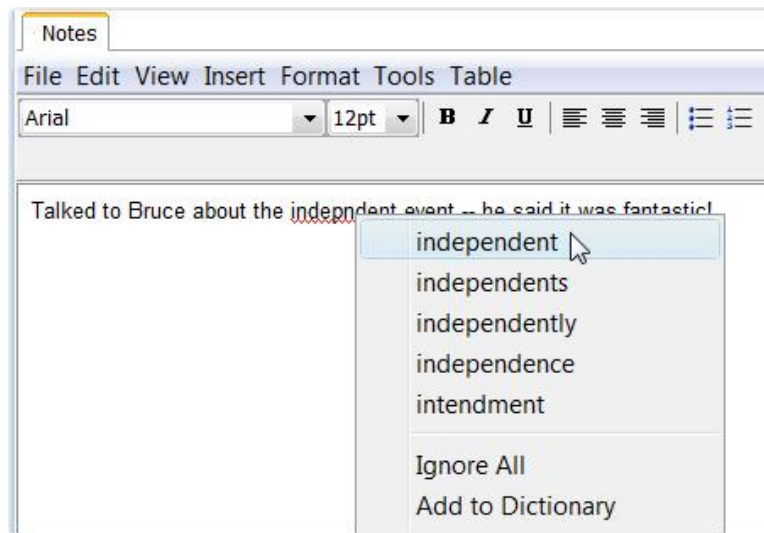 Notes
File Edit View Insert Format Tools Table
Arial 12pt B I U
Talked to Bruce about the indepndent event -- he said it was fantastic!
independent
independents
independently
independence
intendment
Ignore All
Add to Dictionary